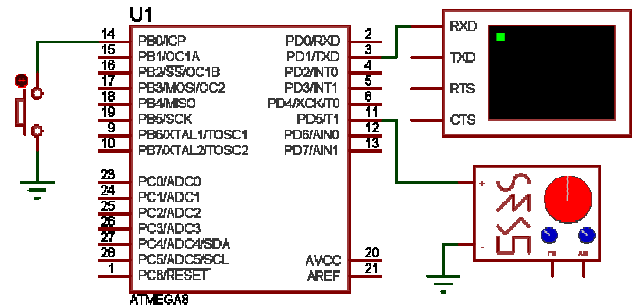 U1
14 PB0/ICP PD0/RXD 2
15 PB1/OC1A PD1/TXD 3
16 PB2/SS/OC1B PD2/INT0 4
17 PB3/MOSI/OC2 PD3/INT1 5
18 PB4/MISO PD4/XCK/T0 6
19 PB5/SCK PD5/T1 11
9 PB6/XTAL1/TOSC1 PD6/AIN0 12
10 PB7/XTAL2/TOSC2 PD7/AIN1 13
23 PC0/ADC0
24 PC1/ADC1
25 PC2/ADC2
26 PC3/ADC3
27 PC4/ADC4/SDA
28 PC5/ADC5/SCL AVCC 20
1 PC6/RESET AREF 21
ATMEGA8
RXD
TXD
RTS
CTS
+
-